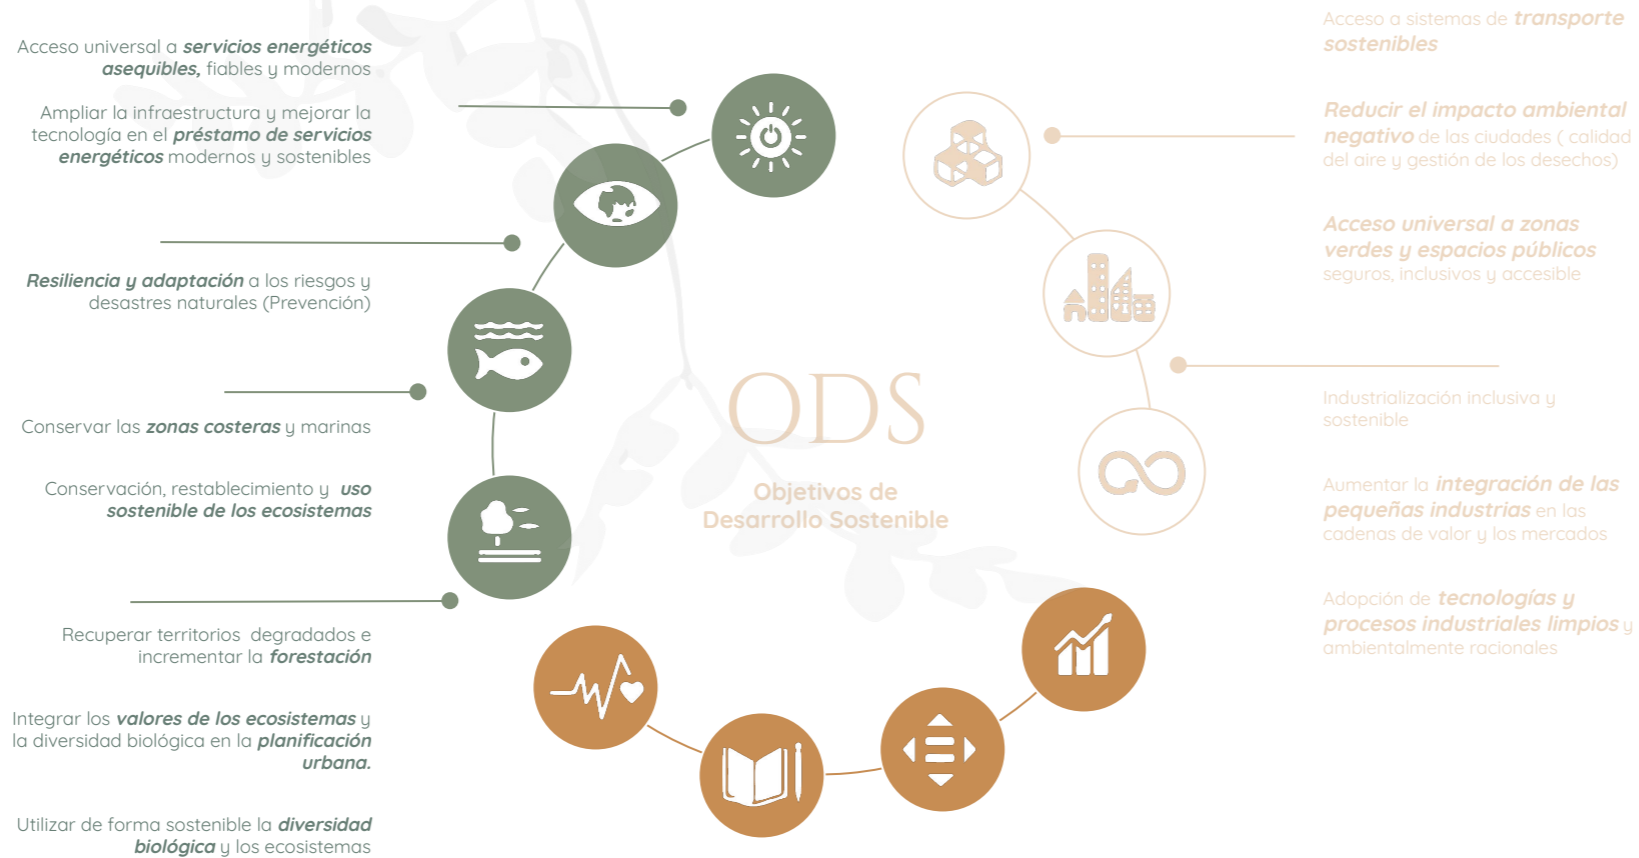 Acceso universal a servicios energéticos
asequibles, fiables y modernos
Ampliar la infraestructura y mejorar la
tecnología en el préstamo de servicios
energéticos modernos y sostenibles
Resiliencia y adaptación a los riesgos y
desastres naturales (Prevención)
Conservar las zonas costeras y marinas
Conservación, restablecimiento y uso
sostenible de los ecosistemas
Recuperar territorios degradados e
incrementar la forestación
Integrar los valores de los ecosistemas y
la diversidad biológica en la planificación
urbana.
Utilizar de forma sostenible la diversidad
biológica y los ecosistemas
ODS
Objetivos de
Desarrollo Sostenible
Acceso a sistemas de transporte
sostenibles
Reducir el impacto ambiental
negativo de las ciudades ( calidad
del aire y gestión de los desechos)
Acceso universal a zonas
verdes y espacios públicos
seguros, inclusivos y accesible
Industrialización inclusiva y
sostenible
Aumentar la integración de las
pequeñas industrias en las
cadenas de valor y los mercados
Adopción de tecnologías y
procesos industriales limpios y
ambientalmente racionales